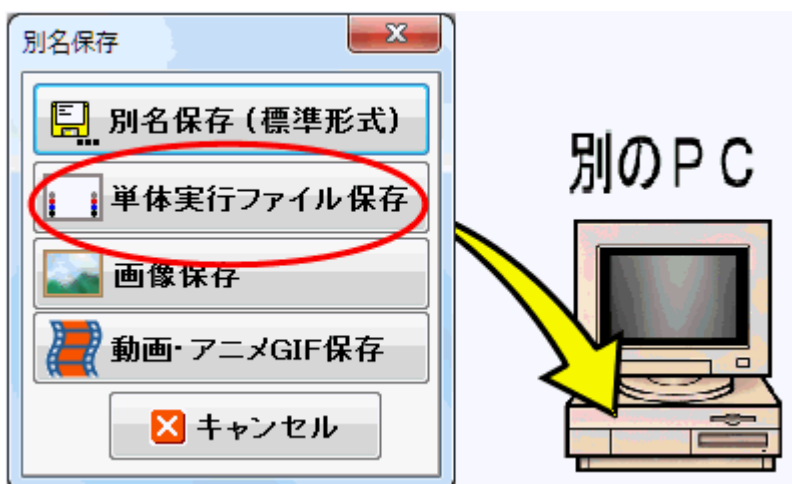 別名保存
別名保存（標準形式）
単体実行ファイル保存
画像保存
動画・アニメGIF保存
キャンセル
別のＰＣ